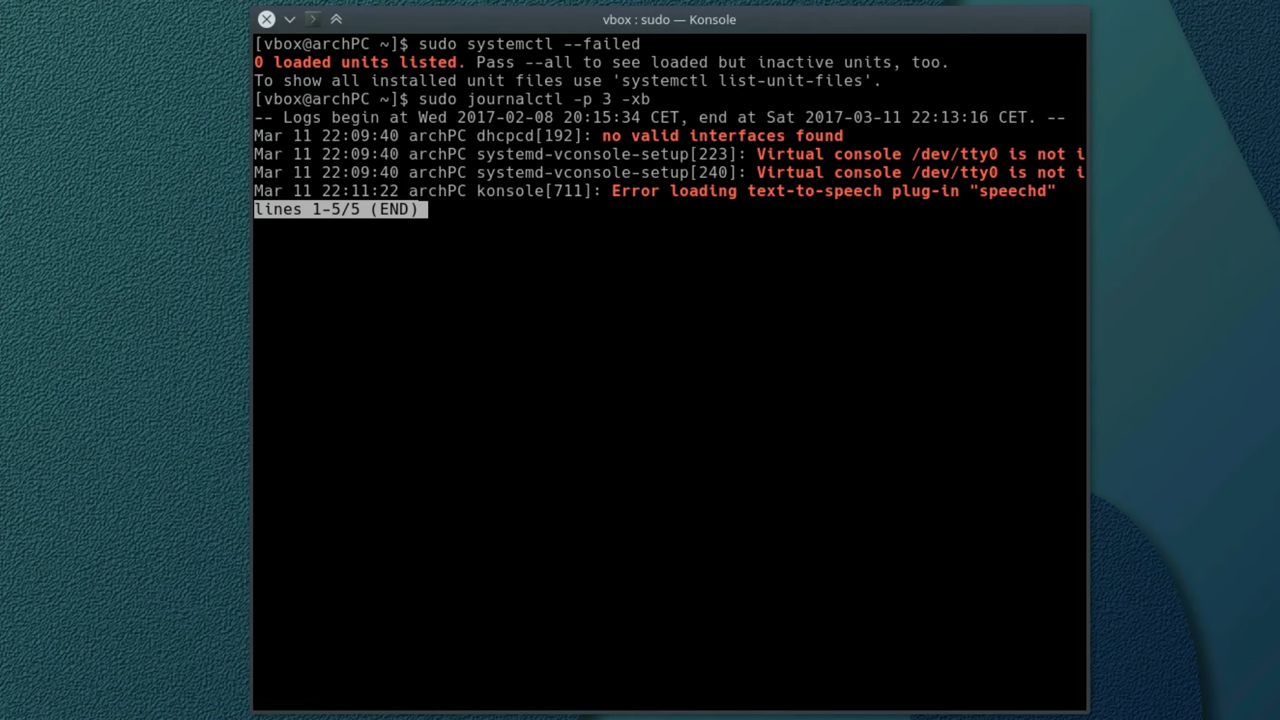 vbox : sudo — Konsole
[vbox@archPC ~]$ sudo systemctl --failed
0 loaded units listed. Pass --all to see loaded but inactive units, too.
To show all installed unit files use 'systemctl list-unit-files'.
[vbox@archPC ~]$ sudo journalctl -p 3 -xb
-- Logs begin at Wed 2017-02-08 20:15:34 CET, end at Sat 2017-03-11 22:13:16 CET. --
Mar 11 22:09:40 archPC dhcpcd[192]: no valid interfaces found
Mar 11 22:09:40 archPC systemd-vconsole-setup[223]: Virtual console /dev/tty0 is not i
Mar 11 22:09:40 archPC systemd-vconsole-setup[240]: Virtual console /dev/tty0 is not i
Mar 11 22:11:22 archPC konsole[711]: Error loading text-to-speech plug-in "speechd"
lines 1-5/5 (END)